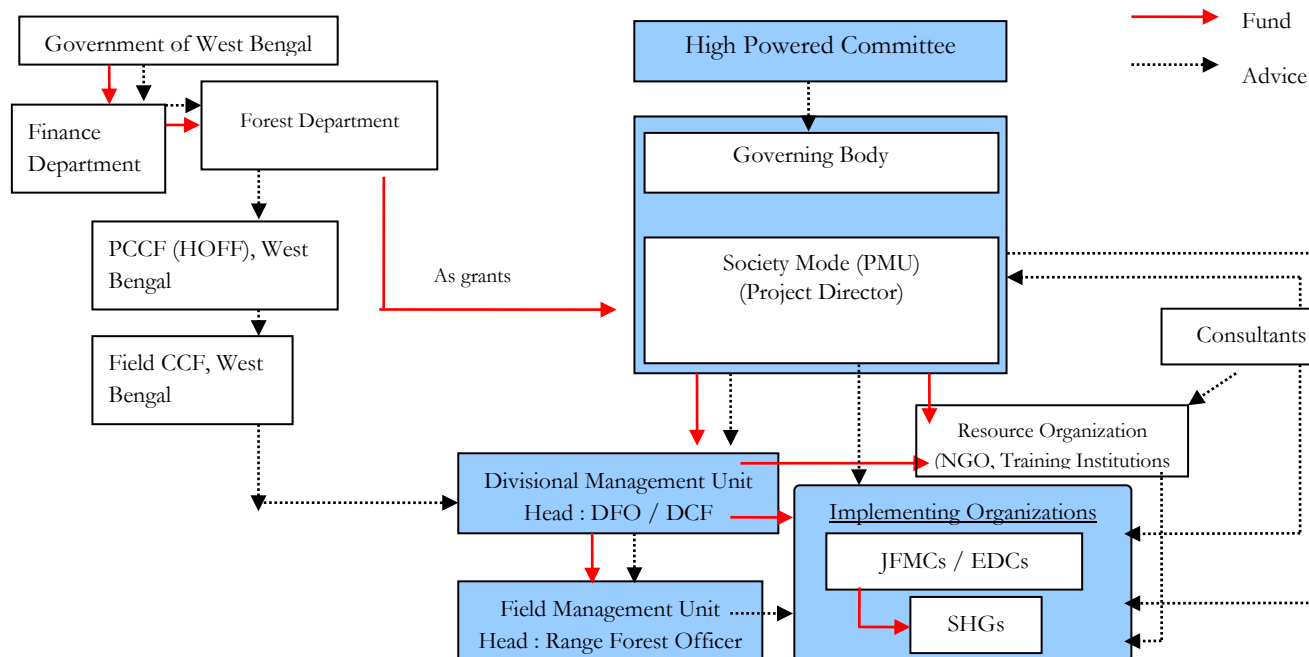 Government of West Bengal
Finance
Department
Forest Department
PCCF (HOFF), West
Bengal
Field CCF, West
Bengal
As grants
High Powered Committee
Governing Body
Society Mode (PMU)
(Project Director)
Fund
Advice
Consultants
Resource Organization
(NGO, Training Institutions
Divisional Management Unit
Head : DFO / DCF
Implementing Organizations
JFMCs / EDCs
SHGs
Field Management Unit
Head : Range Forest Officer